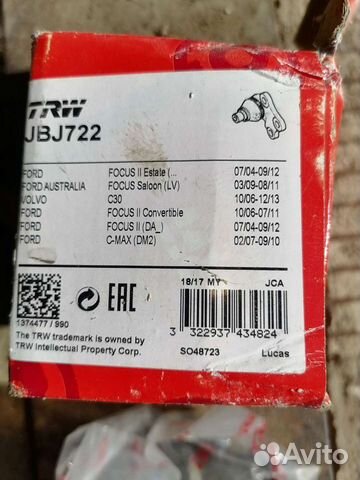 TRW
JBJ722
FORD FOCUS II Estate (... 07/04-09/12
FORD AUSTRALIA FOCUS Saloon (LV) 03/09-08/11
VOLVO C30 10/06-12/13
FORD FOCUS II Convertible 10/06-07/11
FORD FOCUS II (DA_) 07/04-09/12
FORD C-MAX (DM2) 02/07-09/10
18/17 MY JCA
EAC
1374477 / 990
3 322937 434824
The TRW trademark is owned by
TRW Intellectual Property Corp.
SO48723 Lucas
Avito